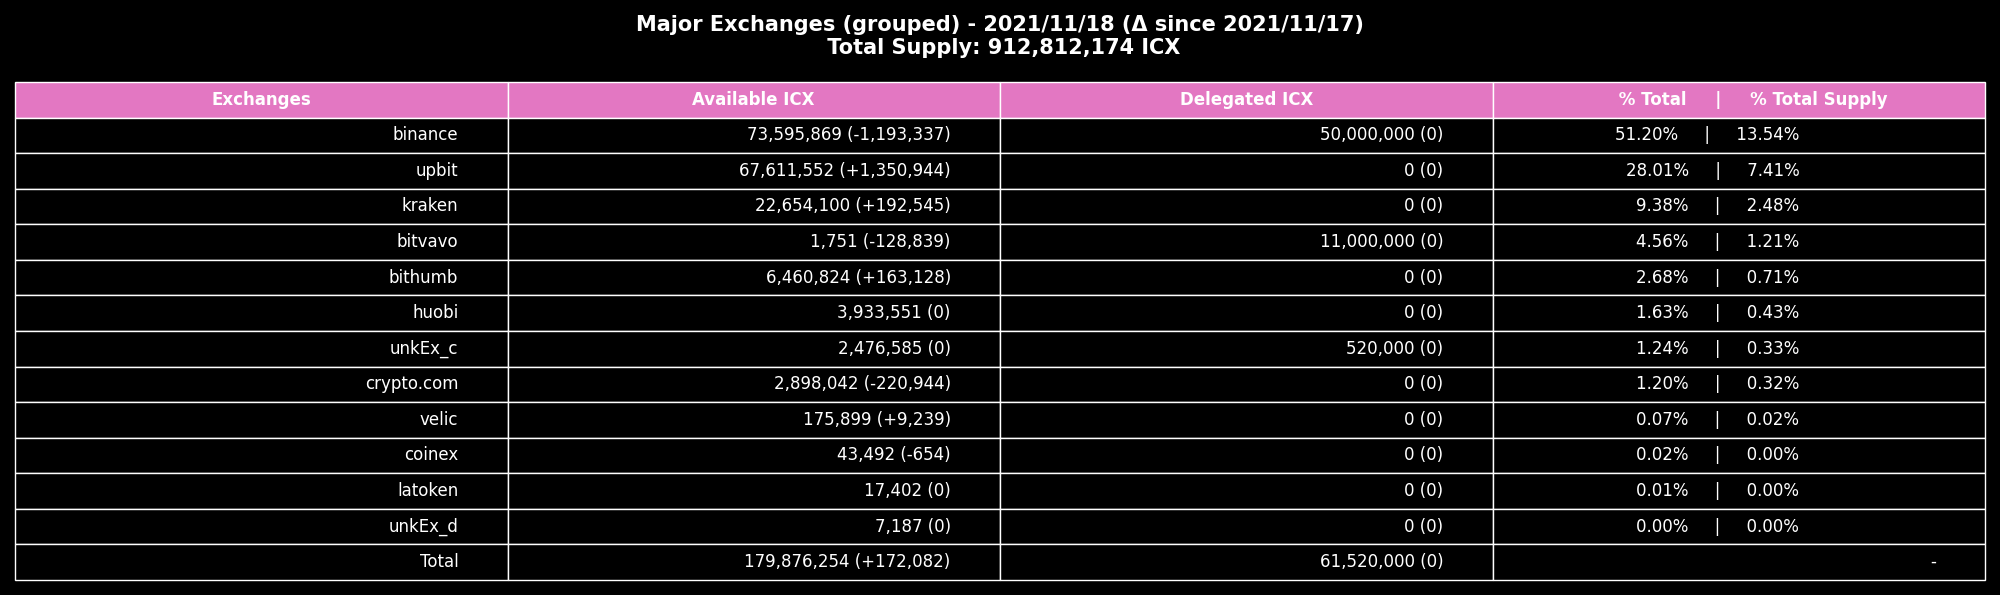 Major Exchanges (grouped) - 2021/11/18 (Δ since 2021/11/17)
Total Supply: 912,812,174 ICX
Exchanges Available ICX Delegated ICX % Total | % Total Supply
binance 73,595,869 (-1,193,337) 50,000,000 (0) 51.20% | 13.54%
upbit 67,611,552 (+1,350,944) 0 (0) 28.01% | 7.41%
kraken 22,654,100 (+192,545) 0 (0) 9.38% | 2.48%
bitvavo 1,751 (-128,839) 11,000,000 (0) 4.56% | 1.21%
bithumb 6,460,824 (+163,128) 0 (0) 2.68% | 0.71%
huobi 3,933,551 (0) 0 (0) 1.63% | 0.43%
unkEx_c 2,476,585 (0) 520,000 (0) 1.24% | 0.33%
crypto.com 2,898,042 (-220,944) 0 (0) 1.20% | 0.32%
velic 175,899 (+9,239) 0 (0) 0.07% | 0.02%
coinex 43,492 (-654) 0 (0) 0.02% | 0.00%
latoken 17,402 (0) 0 (0) 0.01% | 0.00%
unkEx_d 7,187 (0) 0 (0) 0.00% | 0.00%
Total 179,876,254 (+172,082) 61,520,000 (0) -